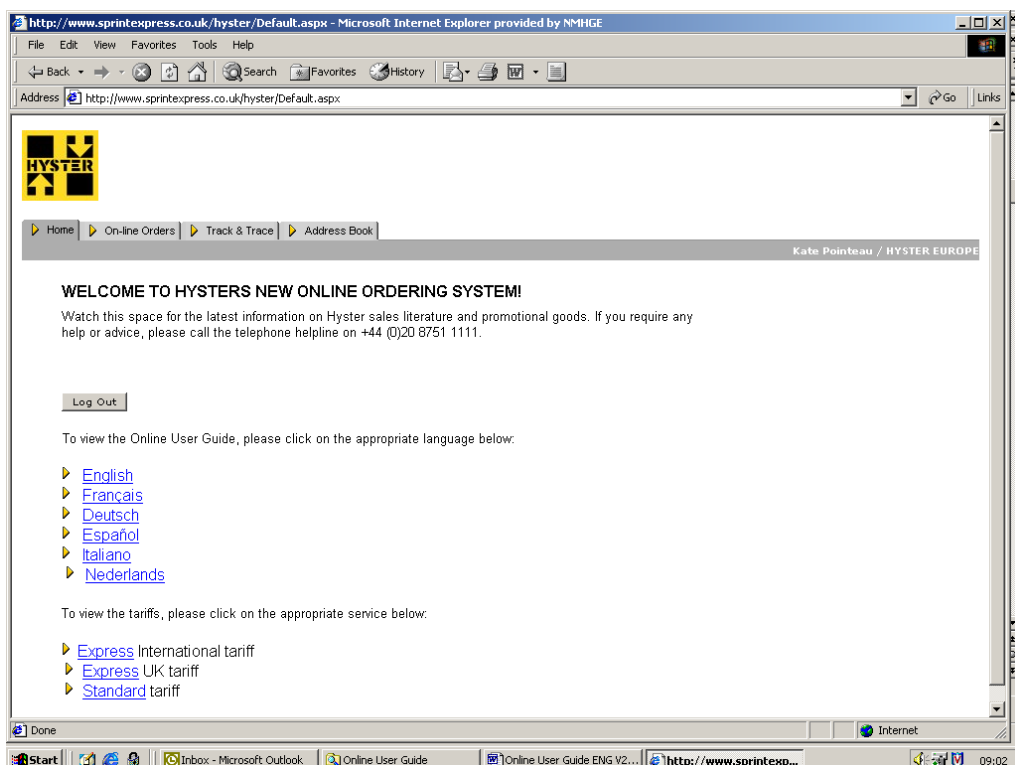 http://www.sprintexpress.co.uk/hyster/Default.aspx - Microsoft Internet Explorer provided by NMHGE
File Edit View Favorites Tools Help
Back Search Favorites History
Address http://www.sprintexpress.co.uk/hyster/Default.aspx Go Links
HYSTER
Home On-line Orders Track & Trace Address Book
Kate Pointeau / HYSTER EUROPE
WELCOME TO HYSTERS NEW ONLINE ORDERING SYSTEM!
Watch this space for the latest information on Hyster sales literature and promotional goods. If you require any
help or advice, please call the telephone helpline on +44 (0)20 8751 1111.
Log Out
To view the Online User Guide, please click on the appropriate language below:
English
Français
Deutsch
Español
Italiano
Nederlands
To view the tariffs, please click on the appropriate service below:
Express International tariff
Express UK tariff
Standard tariff
Done Internet
Start Inbox - Microsoft Outlook Online User Guide Online User Guide ENG V2... http://www.sprintexp... 09:02